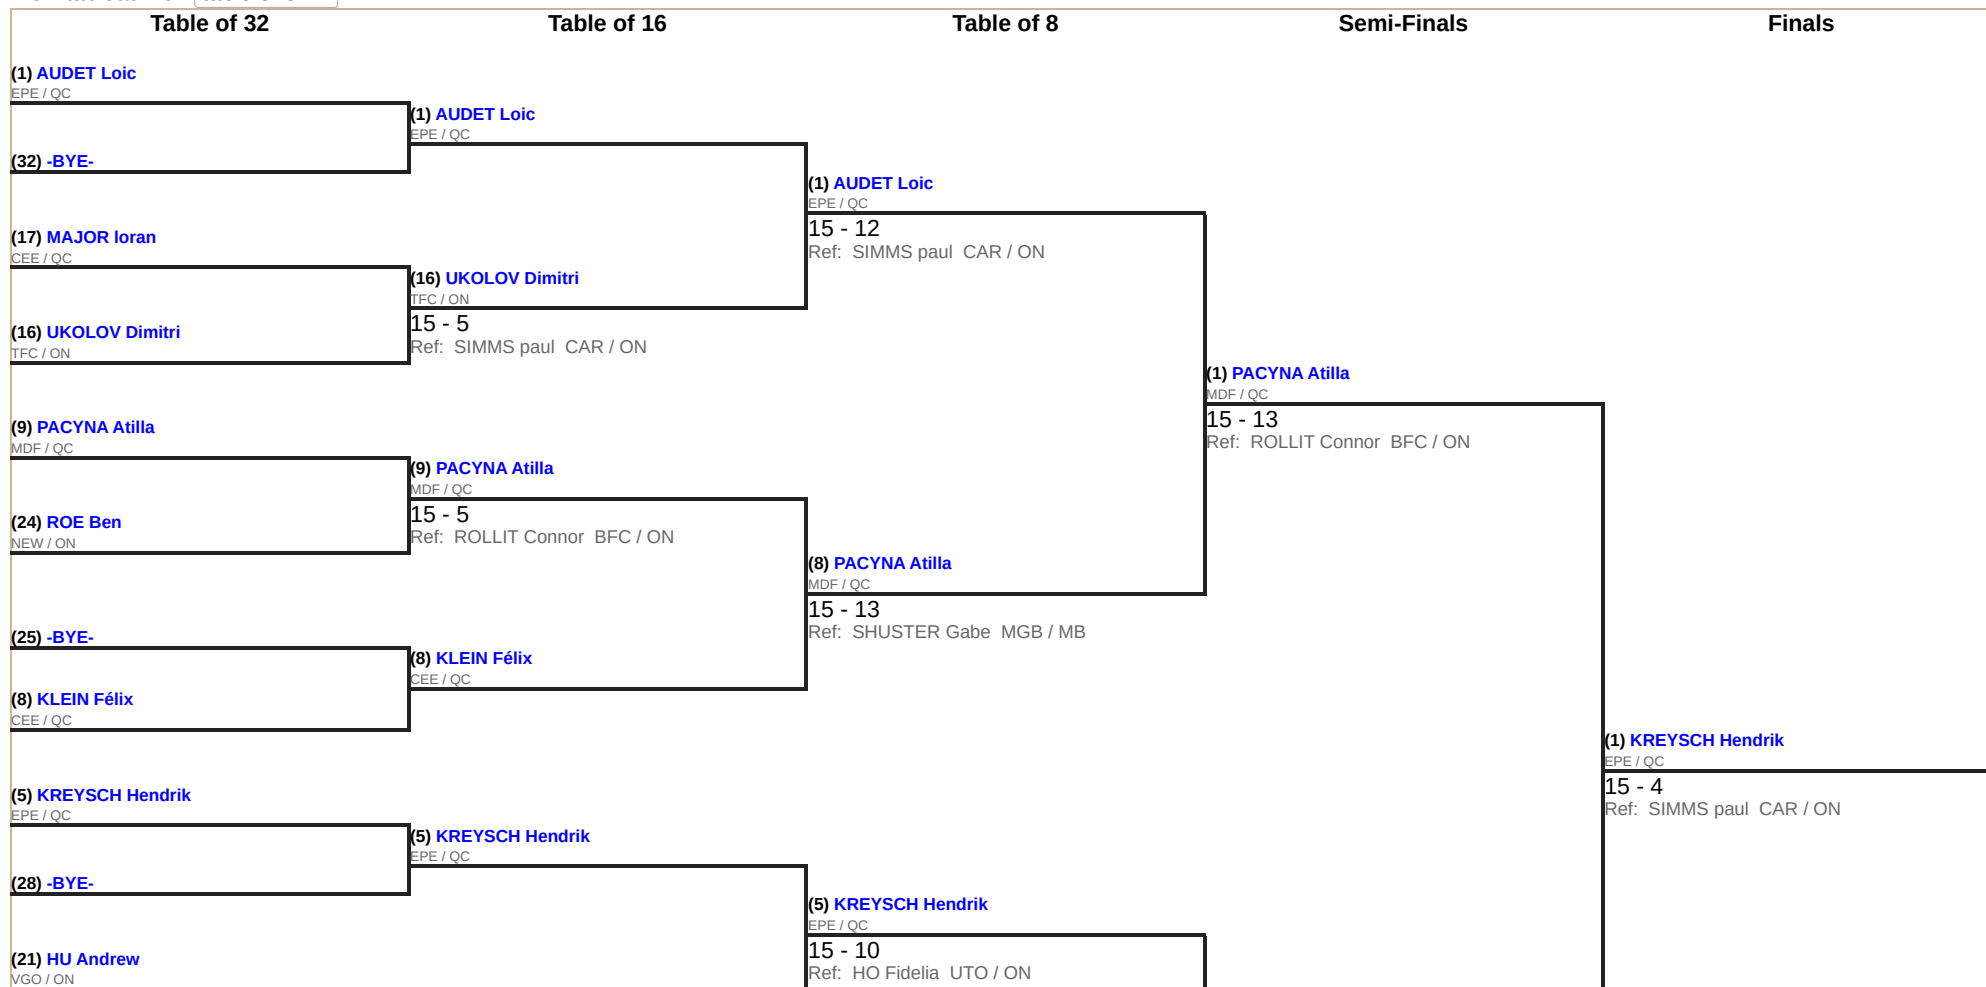 Table of 32
Table of 16
Table of 8
Semi-Finals
Finals
(1) AUDET Loic
EPE / QC
(32) -BYE-
(17) MAJOR Ioran
CEE / QC
(16) UKOLOV Dimitri
TFC / ON
(9) PACYNA Atilla
MDF / QC
(24) ROE Ben
NEW / ON
(25) -BYE-
(8) KLEIN Félix
CEE / QC
(5) KREYSCH Hendrik
EPE / QC
(28) -BYE-
(21) HU Andrew
VGO / ON
(1) AUDET Loic
EPE / QC
(16) UKOLOV Dimitri
TFC / ON
15 - 5
Ref: SIMMS paul CAR / ON
(9) PACYNA Atilla
MDF / QC
15 - 5
Ref: ROLLIT Connor BFC / ON
(8) KLEIN Félix
CEE / QC
(5) KREYSCH Hendrik
EPE / QC
(1) AUDET Loic
EPE / QC
15 - 12
Ref: SIMMS paul CAR / ON
(8) PACYNA Atilla
MDF / QC
15 - 13
Ref: SHUSTER Gabe MGB / MB
(5) KREYSCH Hendrik
EPE / QC
15 - 10
Ref: HO Fidelia UTO / ON
(1) PACYNA Atilla
MDF / QC
15 - 13
Ref: ROLLIT Connor BFC / ON
(1) KREYSCH Hendrik
EPE / QC
15 - 4
Ref: SIMMS paul CAR / ON